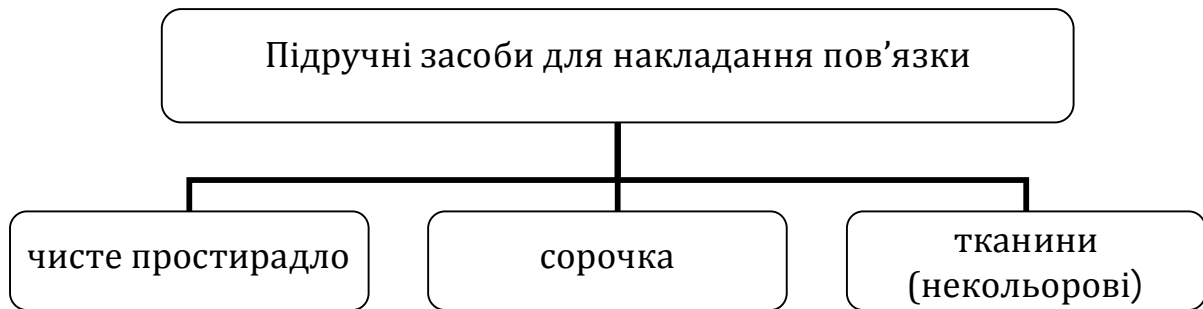 Підручні засоби для накладання пов’язки
чисте простирадло
сорочка
тканини
(некольорові)